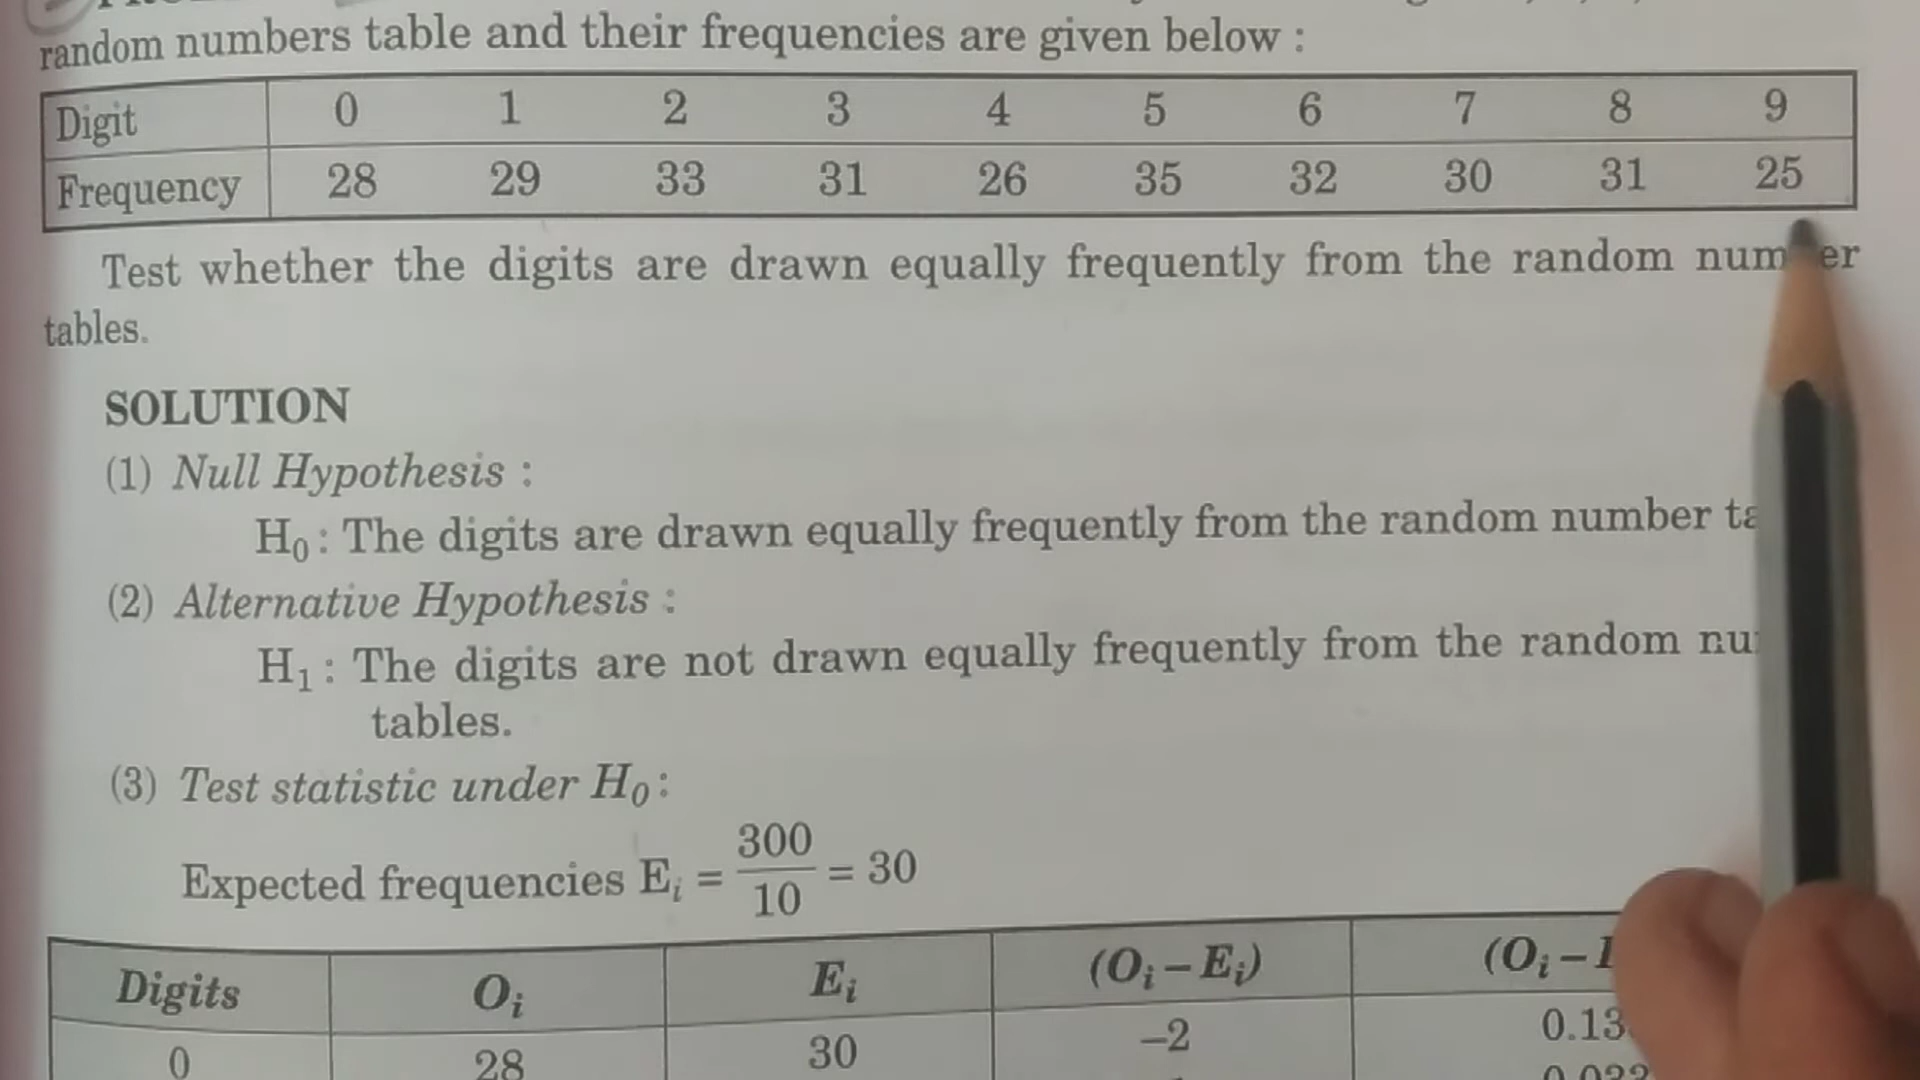 random numbers table and their frequencies are given below :
Digit 0 1 2 3 4 5 6 7 8 9
Frequency 28 29 33 31 26 35 32 30 31 25
Test whether the digits are drawn equally frequently from the random
tables.
SOLUTION
(1) Null Hypothesis :
H₀ : The digits are drawn equally frequently from the random number
(2) Alternative Hypothesis :
H₁ : The digits are not drawn equally frequently from the random
tables.
(3) Test statistic under H₀ :
Expected frequencies Eᵢ = 300/10 = 30
Digits Oᵢ Eᵢ (Oᵢ – Eᵢ)
0 28 30 –2